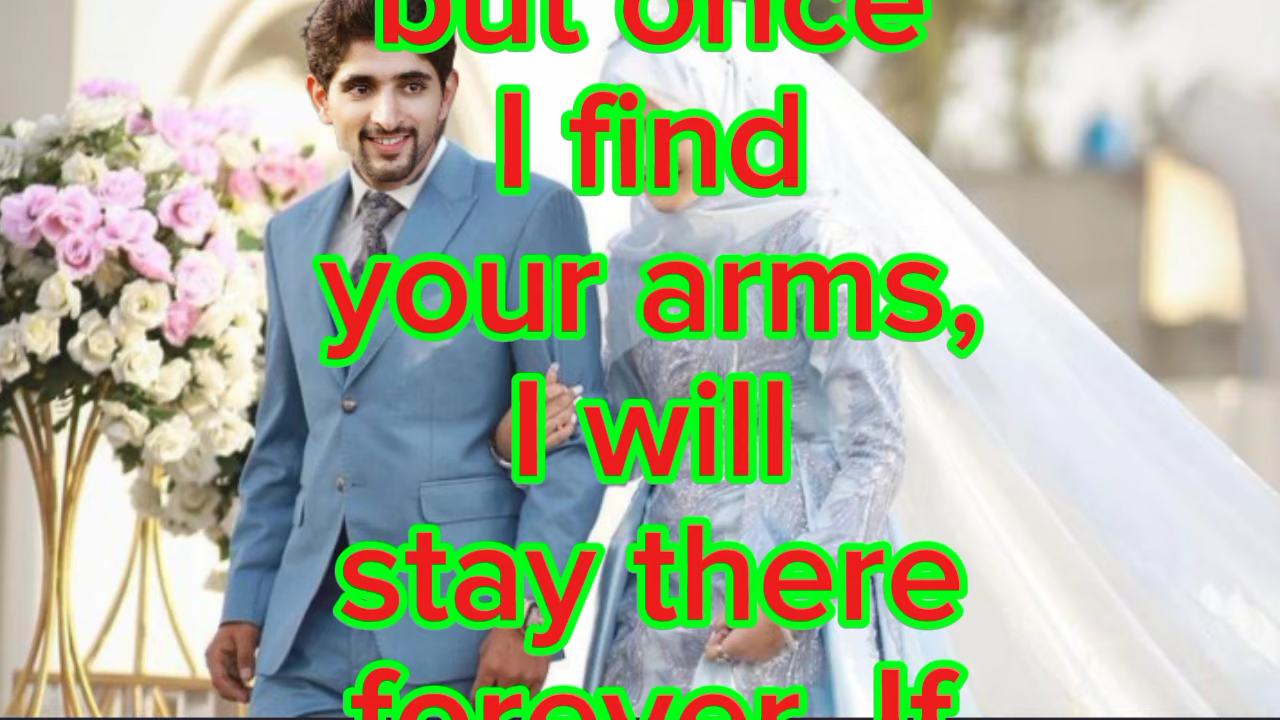 but once
I find
your arms,
I will
stay there
forever. If